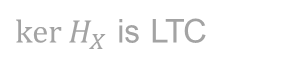 ker H_X is LTC